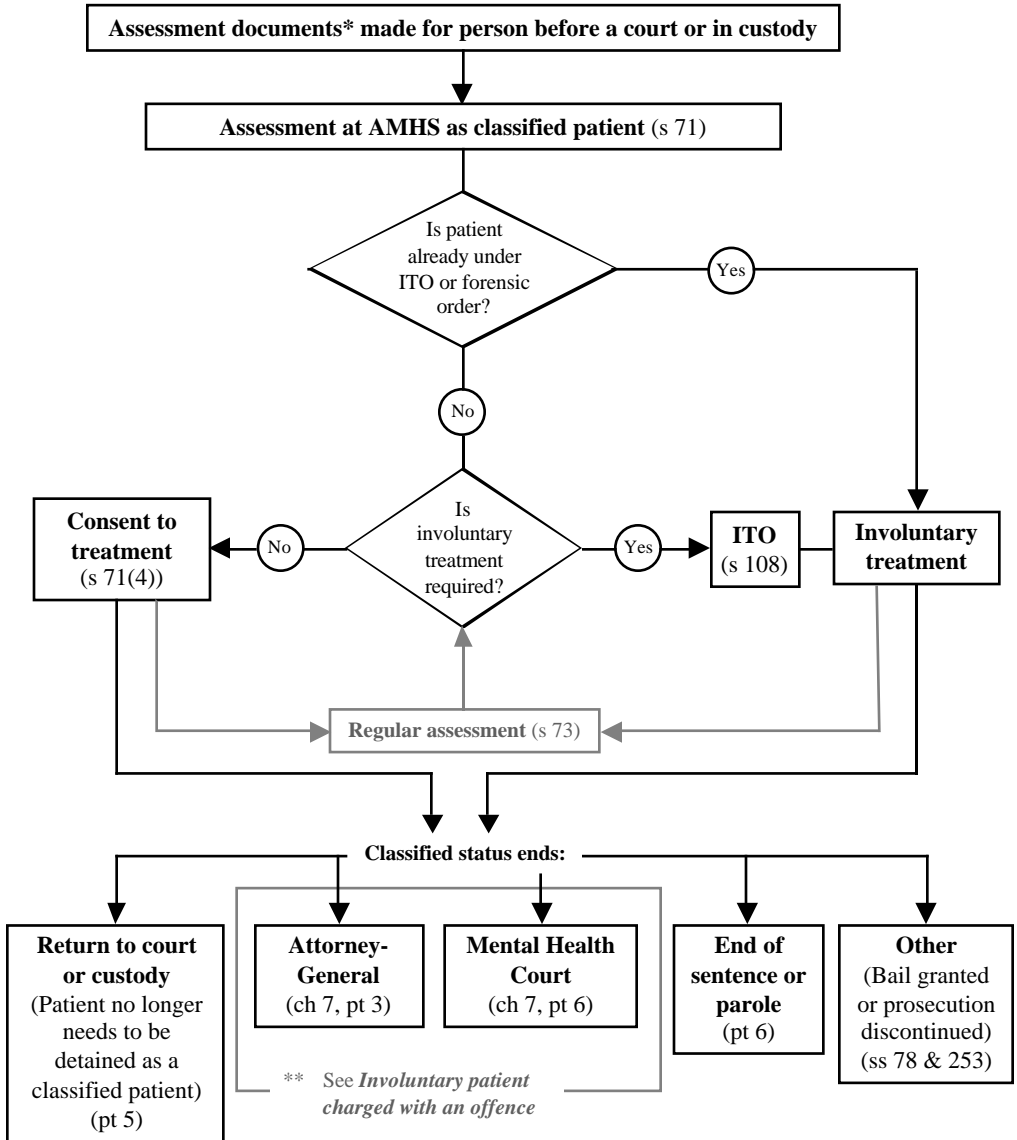 Assessment documents* made for person before a court or in custody
Assessment at AMHS as classified patient (s 71)
Is patient
already under
ITO or forensic
order?
Yes
No
Consent to
treatment
(s 71(4))
No
Is
involuntary
treatment
required?
Yes
ITO
(s 108)
Involuntary
treatment
Regular assessment (s 73)
Classified status ends:
Return to court
or custody
(Patient no longer
needs to be
detained as a
classified patient)
(pt 5)
Attorney-
General
(ch 7, pt 3)
Mental Health
Court
(ch 7, pt 6)
End of
sentence or
parole
(pt 6)
Other
(Bail granted
or prosecution
discontinued)
(ss 78 & 253)
** See Involuntary patient
charged with an offence